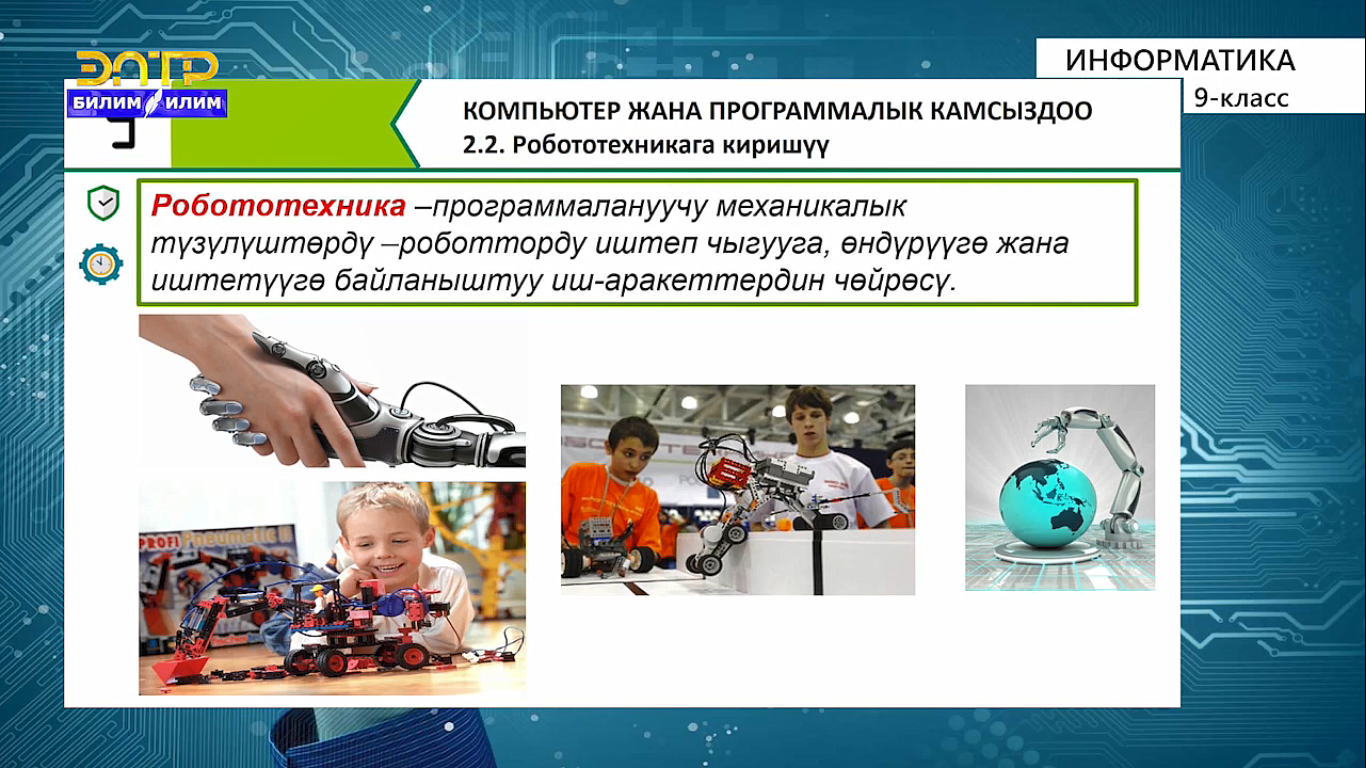 ЭЛТР
БИЛИМ ИЛИМ
ИНФОРМАТИКА
9-класс
КОМПЬЮТЕР ЖАНА ПРОГРАММАЛЫК КАМСЫЗДОО
2.2. Робототехникага киришүү
Робототехника –программалануучу механикалык
түзүлүштөрдү –роботторду иштеп чыгууга, өндүрүүгө жана
иштетүүгө байланыштуу иш-аракеттердин чөйрөсү.
PROFI Pneumatic II